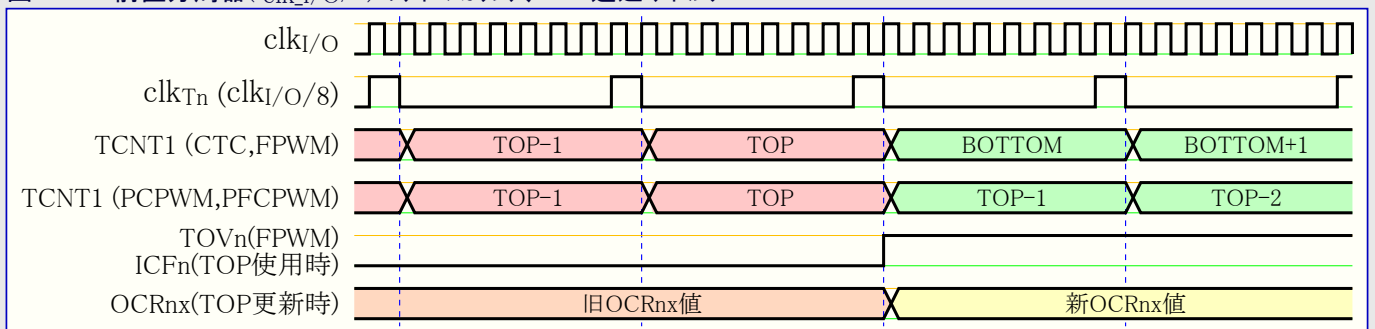 clkI/O
clkTn (clkI/O/8)
TCNT1 (CTC,FPWM) TOP-1 TOP BOTTOM BOTTOM+1
TCNT1 (PCPWM,PFCPWM) TOP-1 TOP TOP-1 TOP-2
TOVn(FPWM)
ICFn(TOP使用時)
OCRnx(TOP更新時) 旧OCRnx値 新OCRnx値